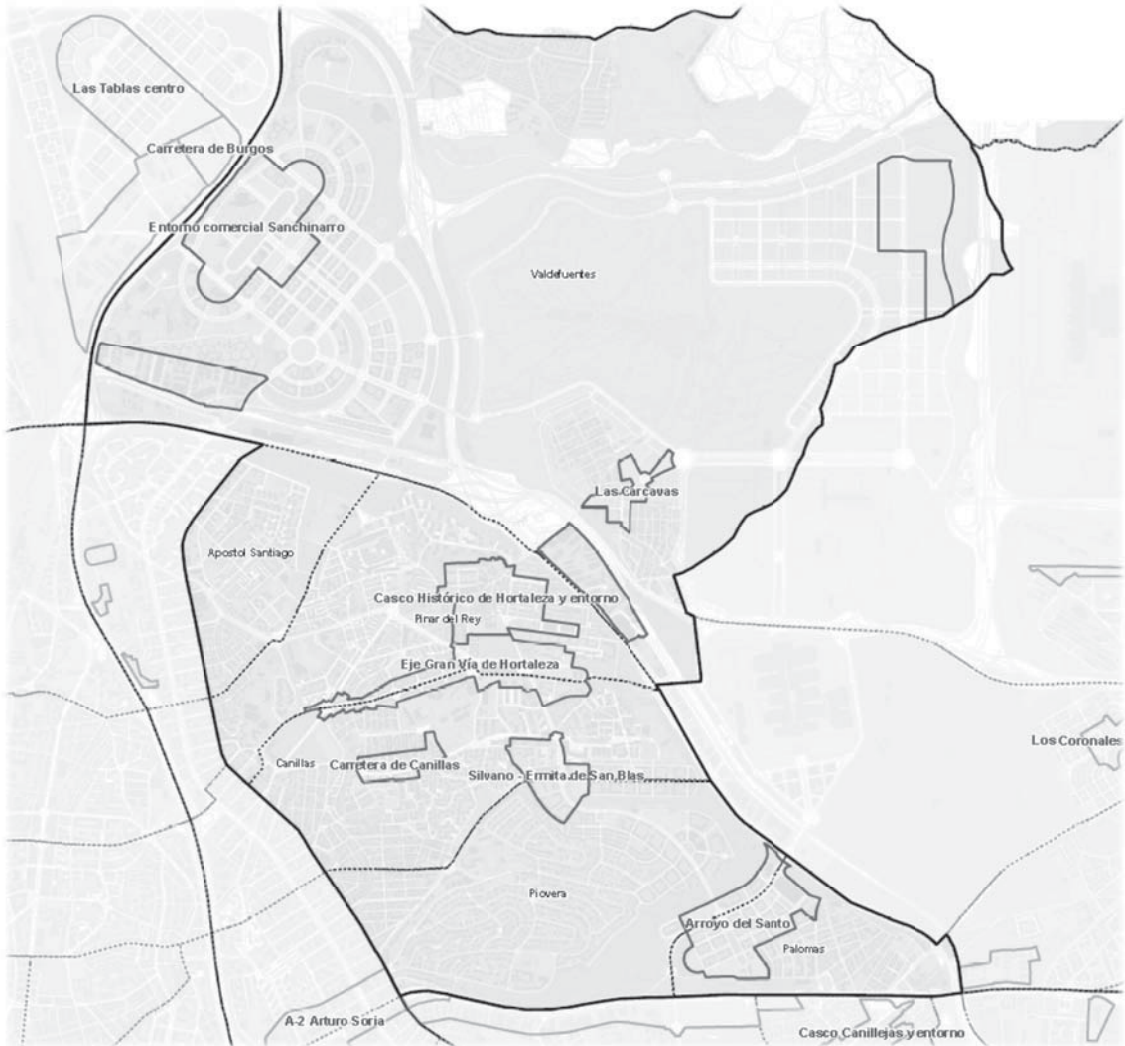 Las Tablas centro
Carretera de Burgos
Entorno comercial Sanchinarro
Valdefuentes
Las Carcavas
Apostol Santiago
Casco Histórico de Hortaleza y entorno
Pinar del Rey
Eje Gran Vía de Hortaleza
Los Coronales
Canillas
Carretera de Canillas
Silvano - Ermita de San Blas
Piovera
Arroyo del Santo
Palomas
A-2 Arturo Soria
Casco Canillejas y entorno